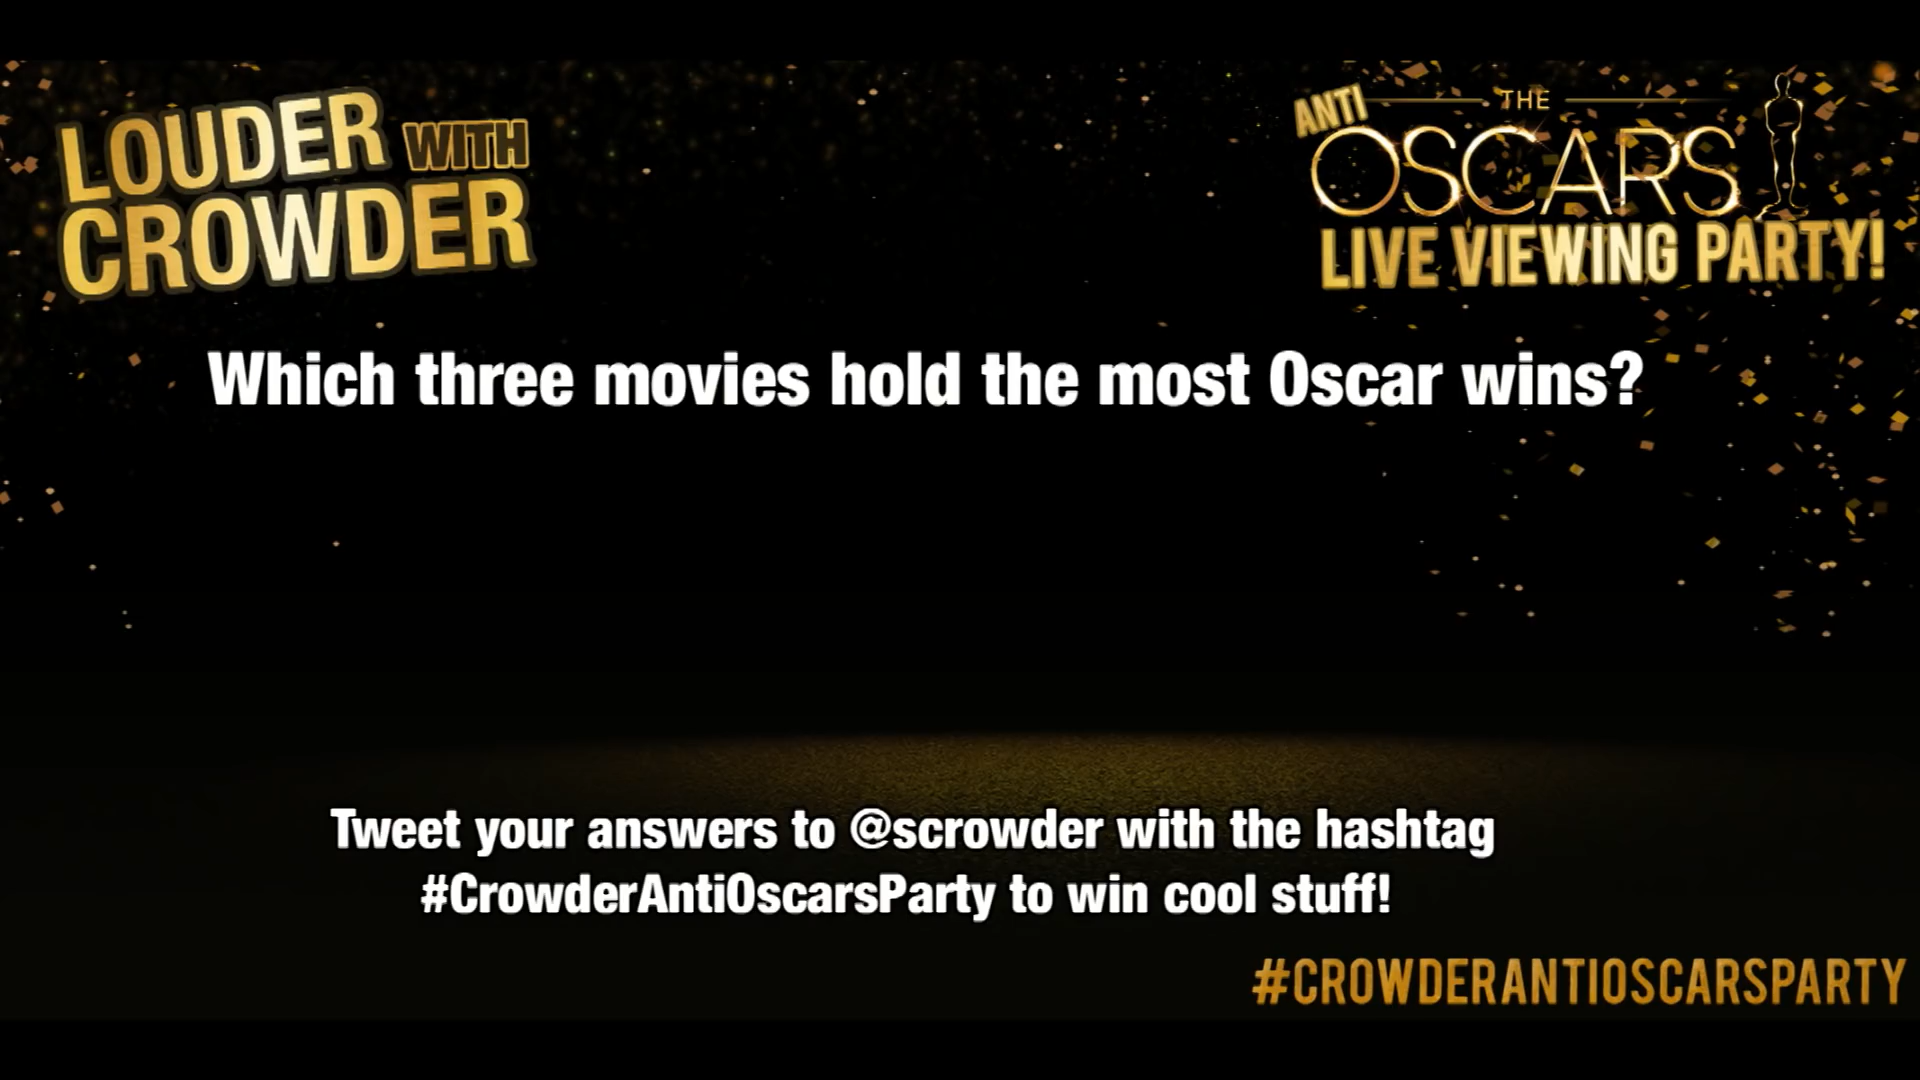 LOUDER WITH
CROWDER
ANTI
THE
OSCARS
LIVE VIEWING PARTY!
Which three movies hold the most Oscar wins?
Tweet your answers to @scrowder with the hashtag
#CrowderAntiOscarsParty to win cool stuff!
#CROWDERANTIOSCARSPARTY